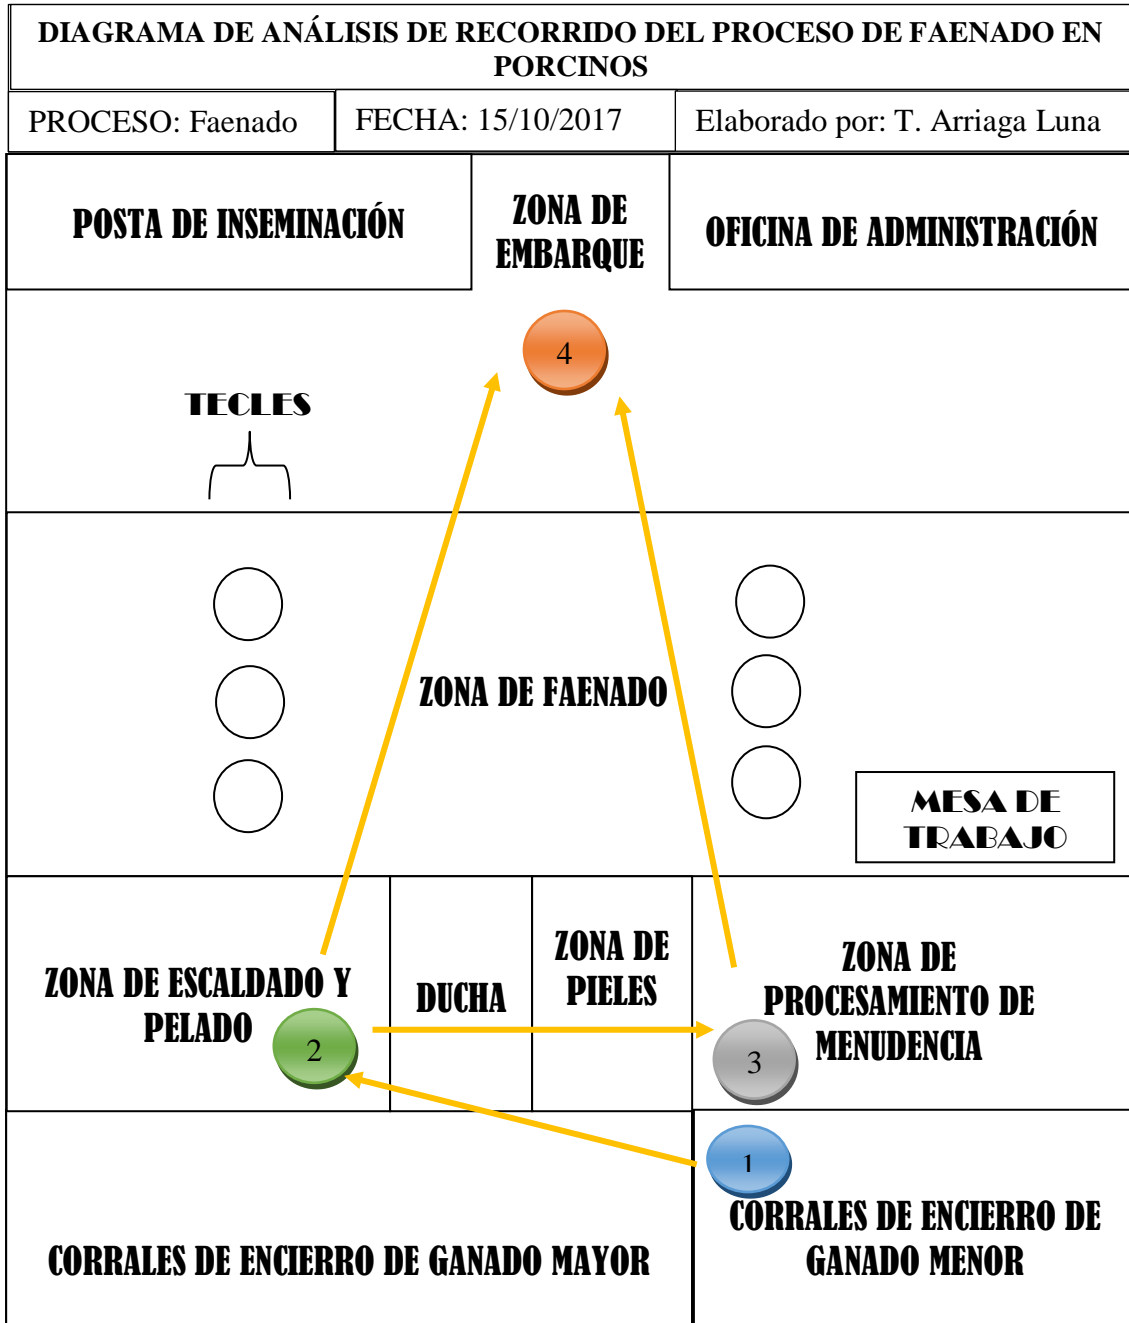 DIAGRAMA DE ANÁLISIS DE RECORRIDO DEL PROCESO DE FAENADO EN
PORCINOS
PROCESO: Faenado
FECHA: 15/10/2017
Elaborado por: T. Arriaga Luna
POSTA DE INSEMINACIÓN
ZONA DE
EMBARQUE
OFICINA DE ADMINISTRACIÓN
4
TECLES
ZONA DE FAENADO
MESA DE
TRABAJO
ZONA DE ESCALDADO Y
PELADO
2
DUCHA
ZONA DE
PIELES
ZONA DE
PROCESAMIENTO DE
MENUDENCIA
3
1
CORRALES DE ENCIERRO DE GANADO MAYOR
CORRALES DE ENCIERRO DE
GANADO MENOR